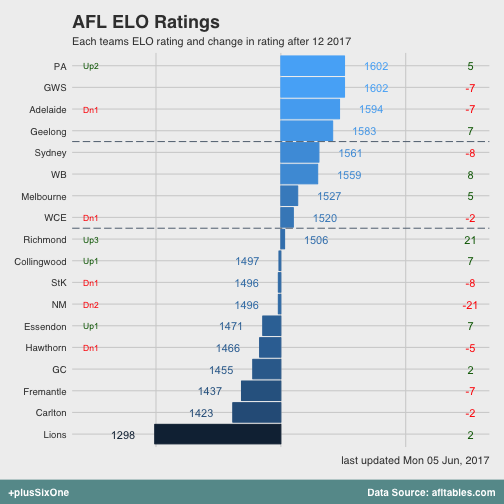 AFL ELO Ratings
Each teams ELO rating and change in rating after 12 2017
PA Up2 1602 5
GWS 1602 -7
Adelaide Dn1 1594 -7
Geelong 1583 7
Sydney 1561 -8
WB 1559 8
Melbourne 1527 5
WCE Dn1 1520 -2
Richmond Up3 1506 21
Collingwood Up1 1497 7
StK Dn1 1496 -8
NM Dn2 1496 -21
Essendon Up1 1471 7
Hawthorn Dn1 1466 -5
GC 1455 2
Fremantle 1437 -7
Carlton 1423 -2
Lions 1298 2
last updated Mon 05 Jun, 2017
+plusSixOne Data Source: afltables.com